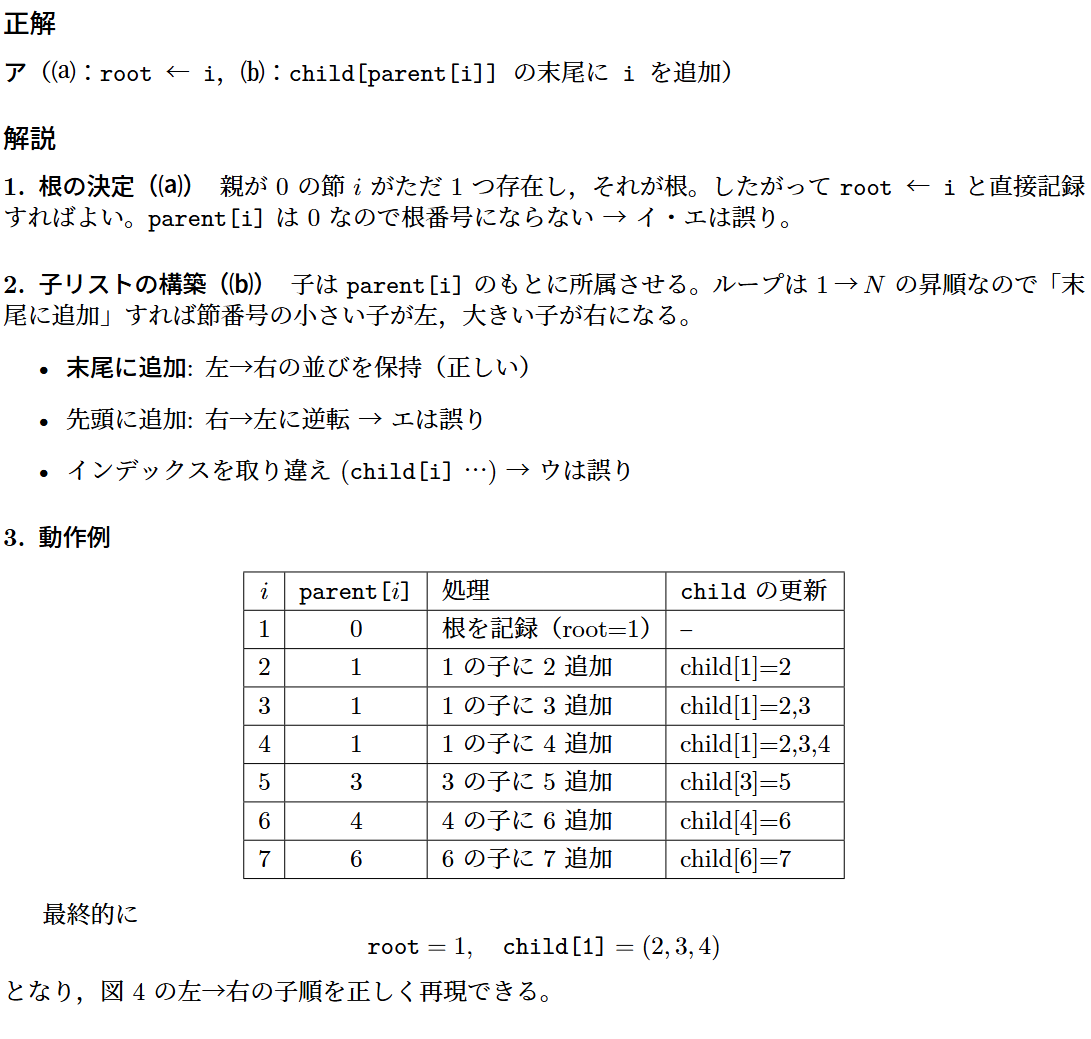 正解
ア（(a)：root ← i，(b)：child[parent[i]] の末尾に i を追加）
解説
1. 根の決定（(a)） 親が 0 の節 i がただ 1 つ存在し，それが根。したがって root ← i と直接記録
すればよい。parent[i] は 0 なので根番号にならない → イ・エは誤り。
2. 子リストの構築（(b)） 子は parent[i] のもとに所属させる。ループは 1→N の昇順なので「末
尾に追加」すれば節番号の小さい子が左，大きい子が右になる。
• 末尾に追加: 左→右の並びを保持（正しい）
• 先頭に追加: 右→左に逆転 → エは誤り
• インデックスを取り違え (child[i] …) → ウは誤り
3. 動作例
i parent[i] 処理 child の更新
1 0 根を記録（root=1） –
2 1 1 の子に 2 追加 child[1]=2
3 1 1 の子に 3 追加 child[1]=2,3
4 1 1 の子に 4 追加 child[1]=2,3,4
5 3 3 の子に 5 追加 child[3]=5
6 4 4 の子に 6 追加 child[4]=6
7 6 6 の子に 7 追加 child[6]=7
最終的に
root = 1, child[1] = (2, 3, 4)
となり，図 4 の左→右の子順を正しく再現できる。